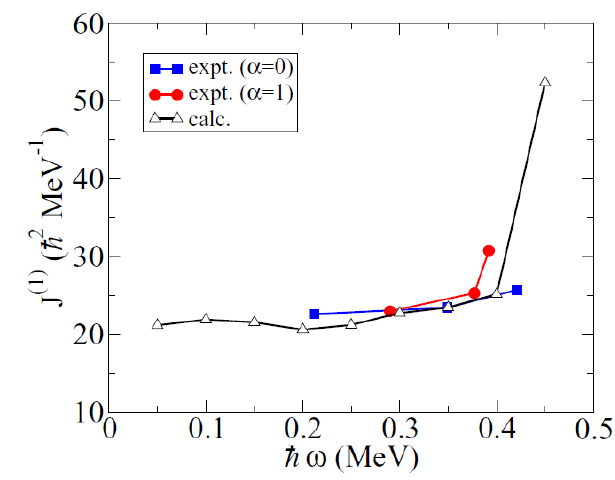 60
50
40
30
20
10
J⁽¹⁾ (ℏ² MeV⁻¹)
expt. (α=0)
expt. (α=1)
calc.
0 0.1 0.2 0.3 0.4 0.5
ℏ ω (MeV)